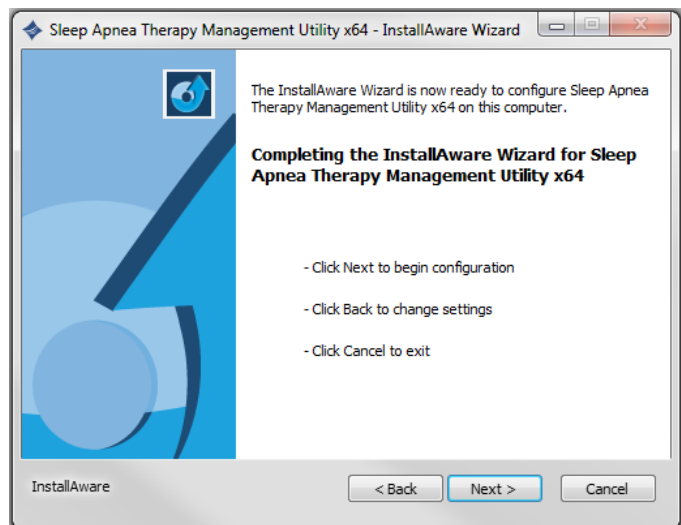 Sleep Apnea Therapy Management Utility x64 - InstallAware Wizard
The InstallAware Wizard is now ready to configure Sleep Apnea
Therapy Management Utility x64 on this computer.
Completing the InstallAware Wizard for Sleep
Apnea Therapy Management Utility x64
- Click Next to begin configuration
- Click Back to change settings
- Click Cancel to exit
InstallAware
< Back
Next >
Cancel